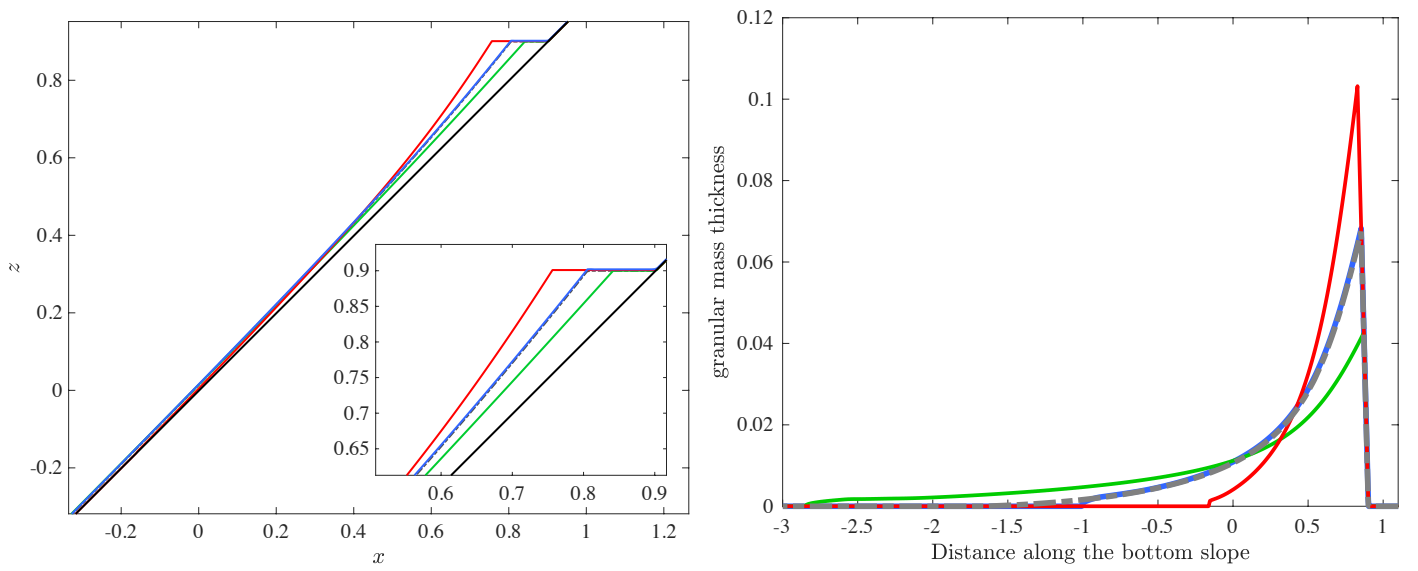 0.8
0.6
0.4
0.2
0
-0.2
z
-0.2 0 0.2 0.4 0.6 0.8 1 1.2
x
0.9
0.85
0.8
0.75
0.7
0.65
0.6 0.7 0.8 0.9
0.12
0.1
0.08
0.06
0.04
0.02
0
granular mass thickness
-3 -2.5 -2 -1.5 -1 -0.5 0 0.5 1
Distance along the bottom slope